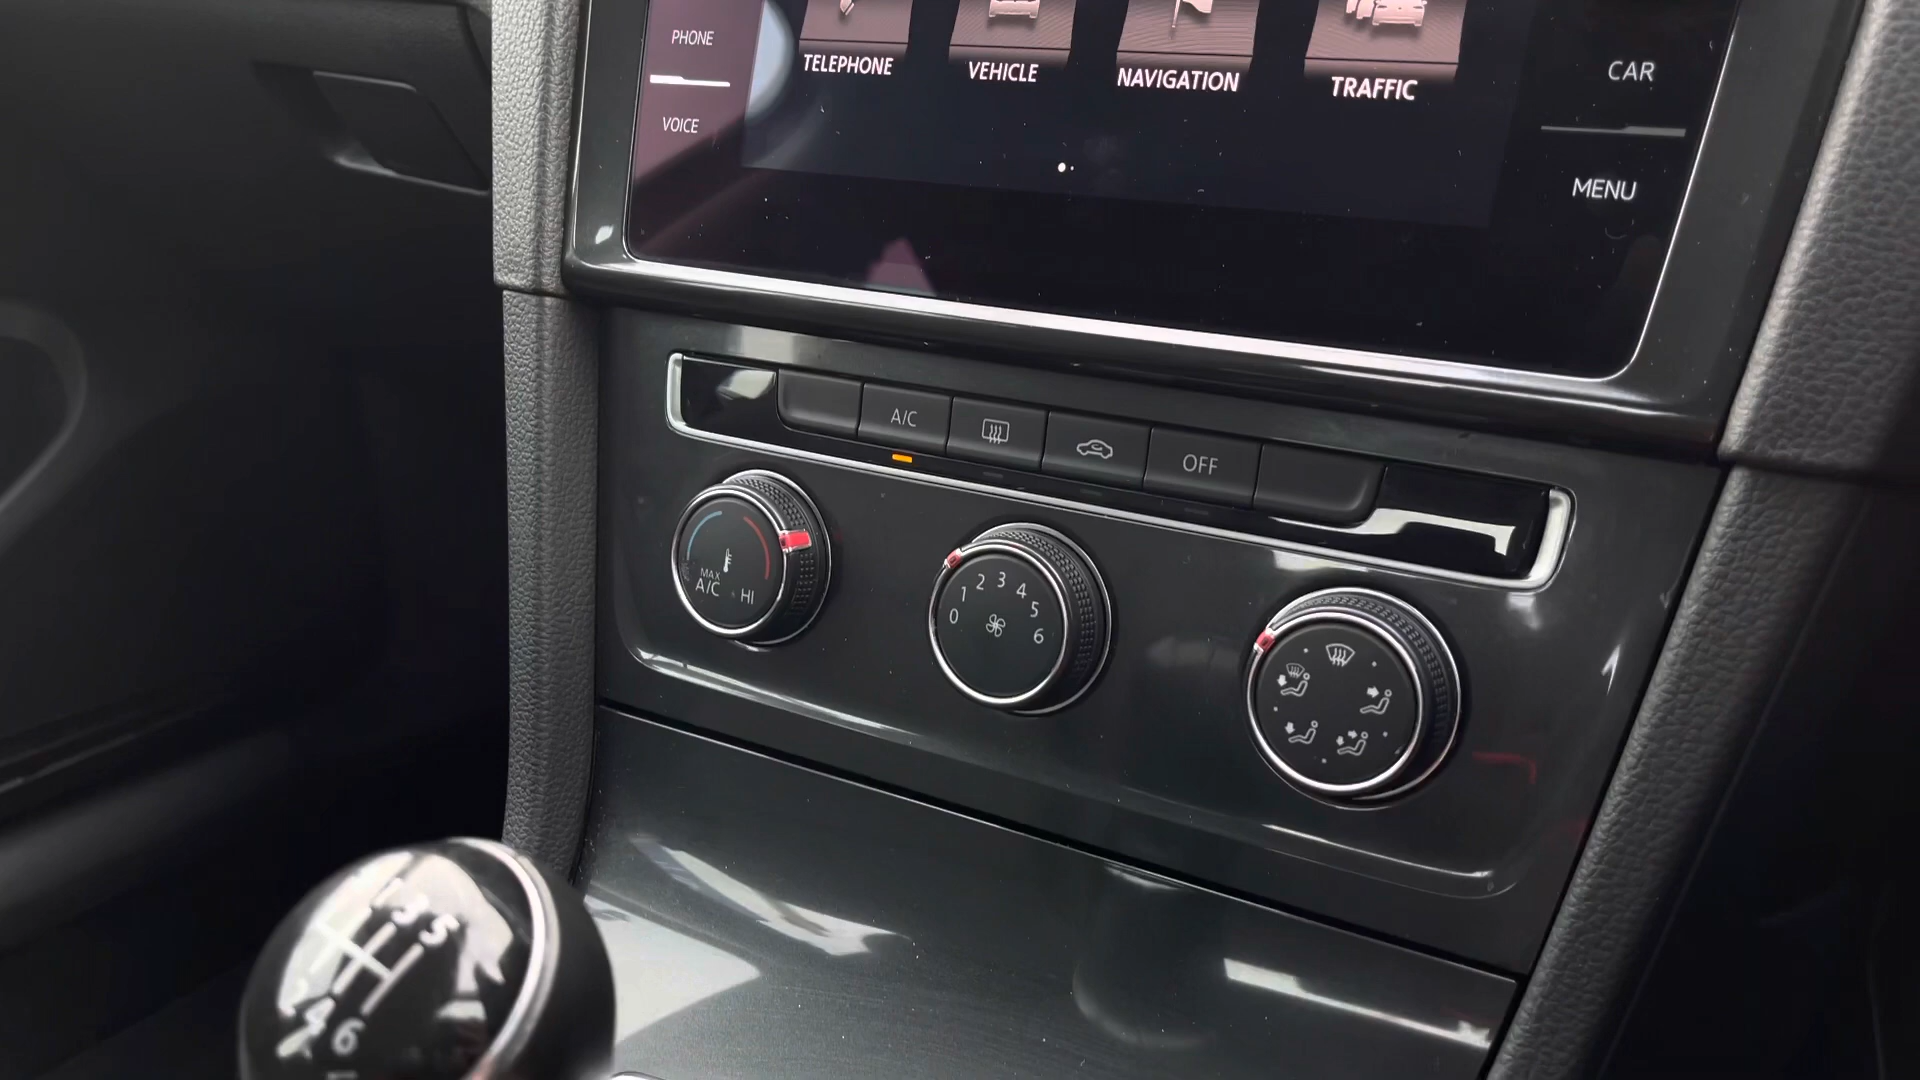 PHONE
VOICE
TELEPHONE
VEHICLE
NAVIGATION
TRAFFIC
CAR
MENU
A/C
OFF
MAX
A/C
HI
0 1 2 3 4 5 6
3 5
4 6